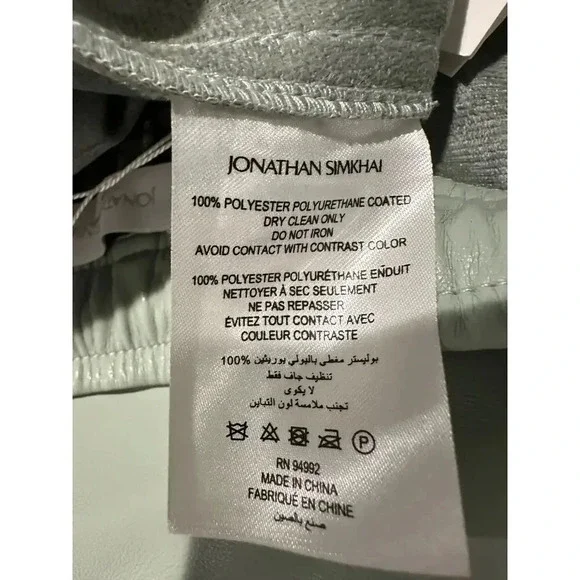 JONATHAN SIMKHAI
100% POLYESTER POLYURETHANE COATED
DRY CLEAN ONLY
DO NOT IRON
AVOID CONTACT WITH CONTRAST COLOR
100% POLYESTER POLYURÉTHANE ENDUIT
NETTOYER À SEC SEULEMENT
NE PAS REPASSER
ÉVITEZ TOUT CONTACT AVEC
COULEUR CONTRASTE
بوليستر مغطى بالبولي يوريثين %100
تنظيف جاف فقط
لا يكوى
تجنب ملامسة لون التباين
P
RN 94992
MADE IN CHINA
FABRIQUÉ EN CHINE
صنع بالصين